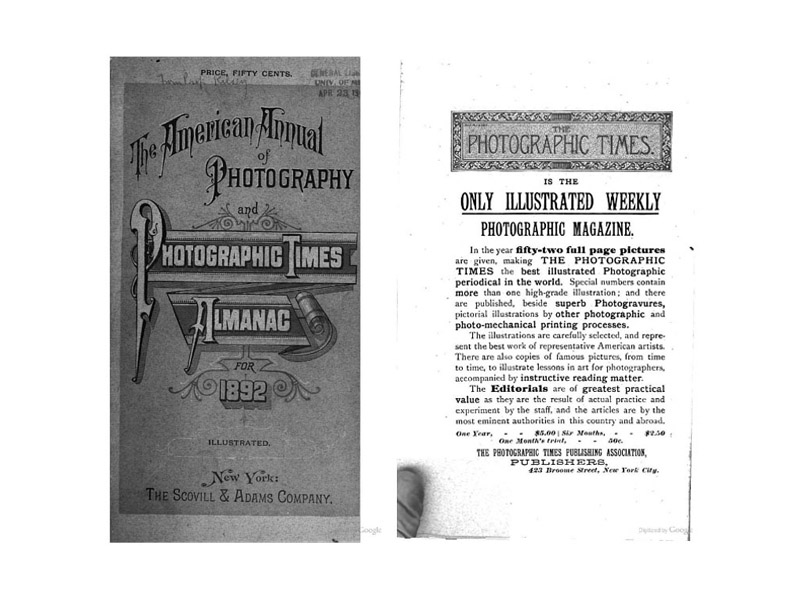 PRICE, FIFTY CENTS.
GENERAL
UNIV. OF
APR 23
The American Annual
of
PHOTOGRAPHY
and
PHOTOGRAPHIC TIMES
ALMANAC
FOR
1892
ILLUSTRATED.
New York:
THE SCOVILL & ADAMS COMPANY.
Google
THE
PHOTOGRAPHIC TIMES.
IS THE
ONLY ILLUSTRATED WEEKLY
PHOTOGRAPHIC MAGAZINE.
In the year fifty-two full page pictures
are given, making THE PHOTOGRAPHIC
TIMES the best illustrated Photographic
periodical in the world. Special numbers contain
more than one high-grade illustration; and there
are published, beside superb Photogravures,
pictorial illustrations by other photographic and
photo-mechanical printing processes.
The illustrations are carefully selected, and repre-
sent the best work of representative American artists.
There are also copies of famous pictures, from time
to time, to illustrate lessons in art for photographers,
accompanied by instructive reading matter.
The Editorials are of greatest practical
value as they are the result of actual practice and
experiment by the staff, and the articles are by the
most eminent authorities in this country and abroad.
One Year, - - $5.00 | Six Months, - - $2.50
One Month's trial, - - 50c.
THE PHOTOGRAPHIC TIMES PUBLISHING ASSOCIATION,
PUBLISHERS,
423 Broome Street, New York City.
Digitized by Google